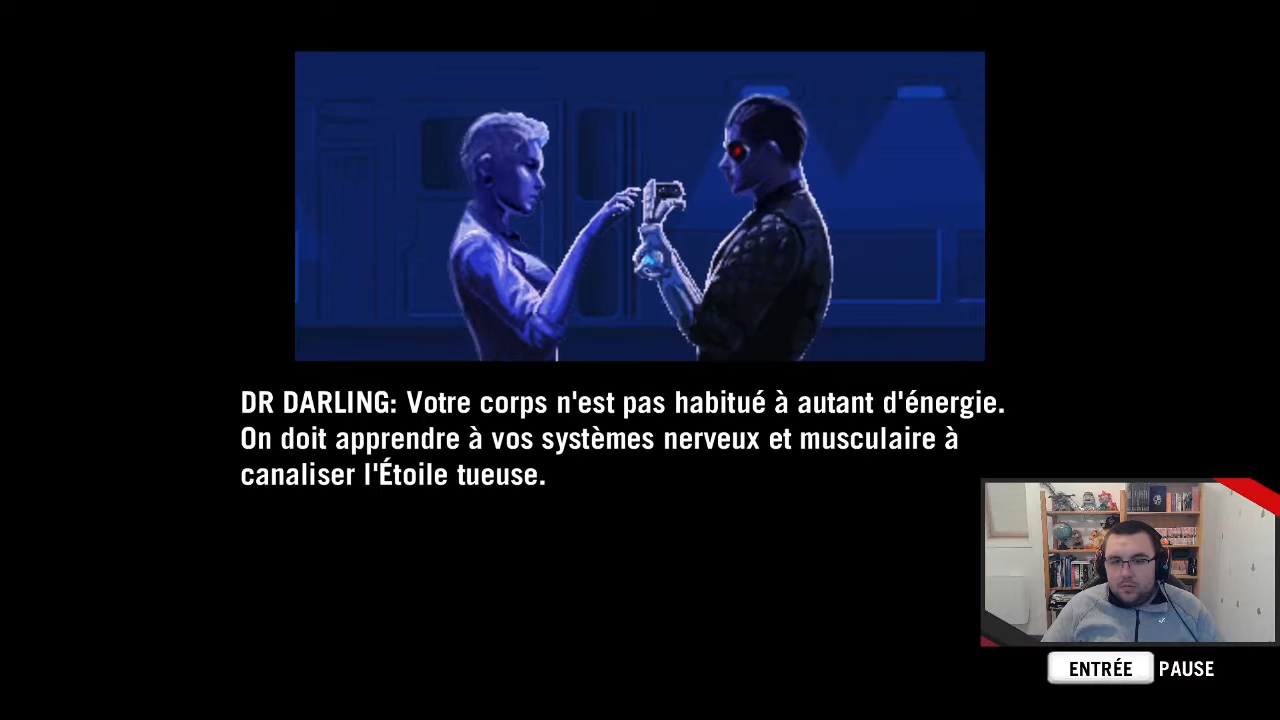 DR DARLING: Votre corps n'est pas habitué à autant d'énergie.
On doit apprendre à vos systèmes nerveux et musculaire à
canaliser l'Étoile tueuse.
ENTRÉE PAUSE